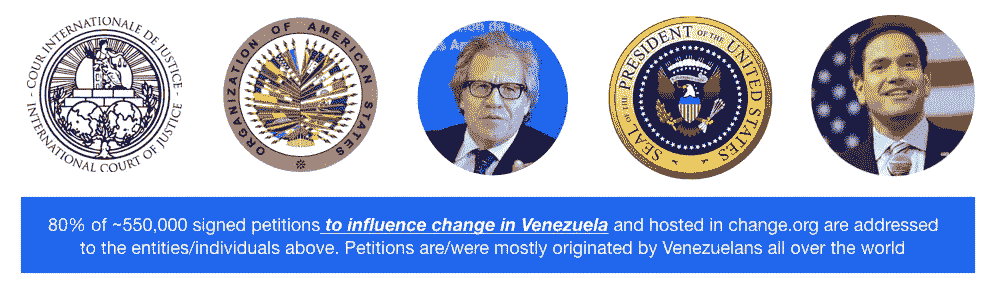 COUR INTERNATIONALE DE JUSTICE
INTERNATIONAL COURT OF JUSTICE
ORGANIZATION OF AMERICAN STATES
SEAL OF THE PRESIDENT OF THE UNITED STATES
80% of ~550,000 signed petitions to influence change in Venezuela and hosted in change.org are addressed
to the entities/individuals above. Petitions are/were mostly originated by Venezuelans all over the world